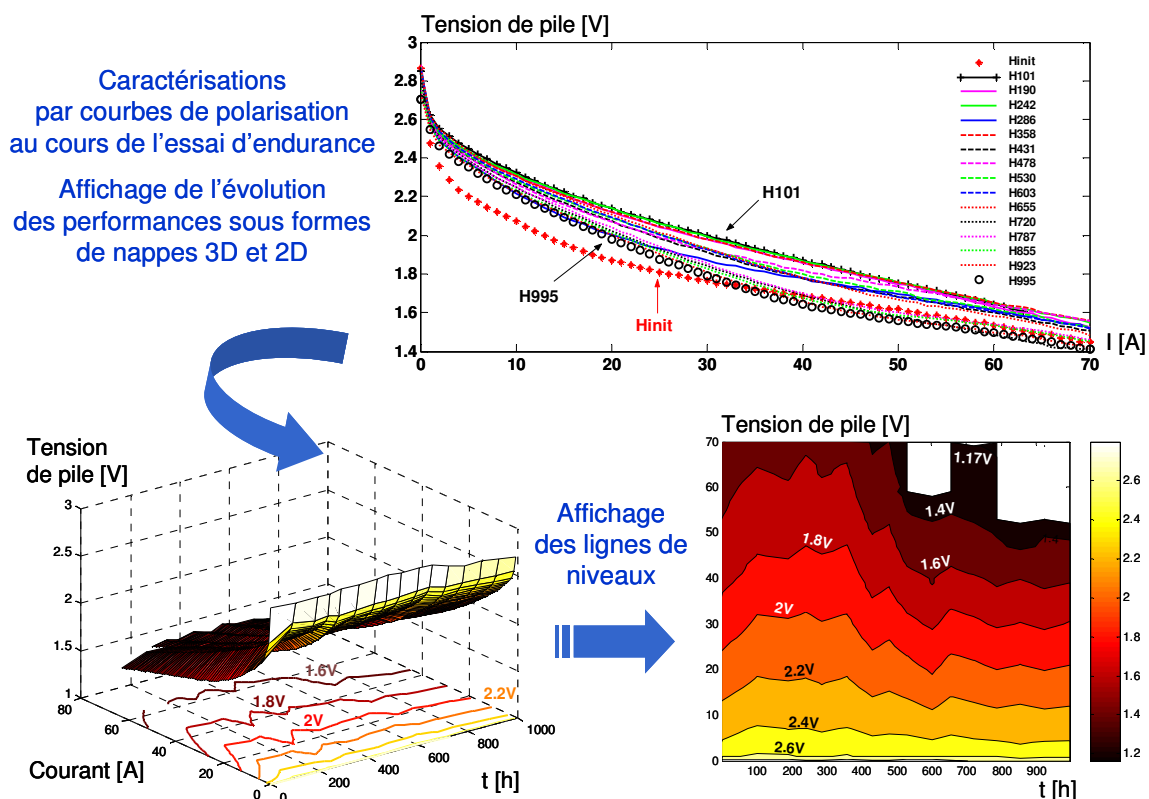 Tension de pile [V]
3
2.8
2.6
2.4
2.2
2
1.8
1.6
1.4
0
10
20
30
40
50
60
70
I [A]
Hinit
H101
H190
H242
H286
H358
H431
H478
H530
H603
H655
H720
H787
H855
H923
H995
H101
H995
Hinit
Caractérisations
par courbes de polarisation
au cours de l'essai d'endurance
Affichage de l'évolution
des performances sous formes
de nappes 3D et 2D
Tension
de pile [V]
3
2.5
2
1.5
1
80
60
40
20
0
0
200
400
600
800
1000
Courant [A]
t [h]
1.6V
1.8V
2V
2.2V
Affichage
des lignes de
niveaux
Tension de pile [V]
70
60
50
40
30
20
10
0
100
200
300
400
500
600
700
800
900
t [h]
1.17V
1.4V
1.6V
1.8V
2V
2.2V
2.4V
2.6V
2.6
2.4
2.2
2
1.8
1.6
1.4
1.2